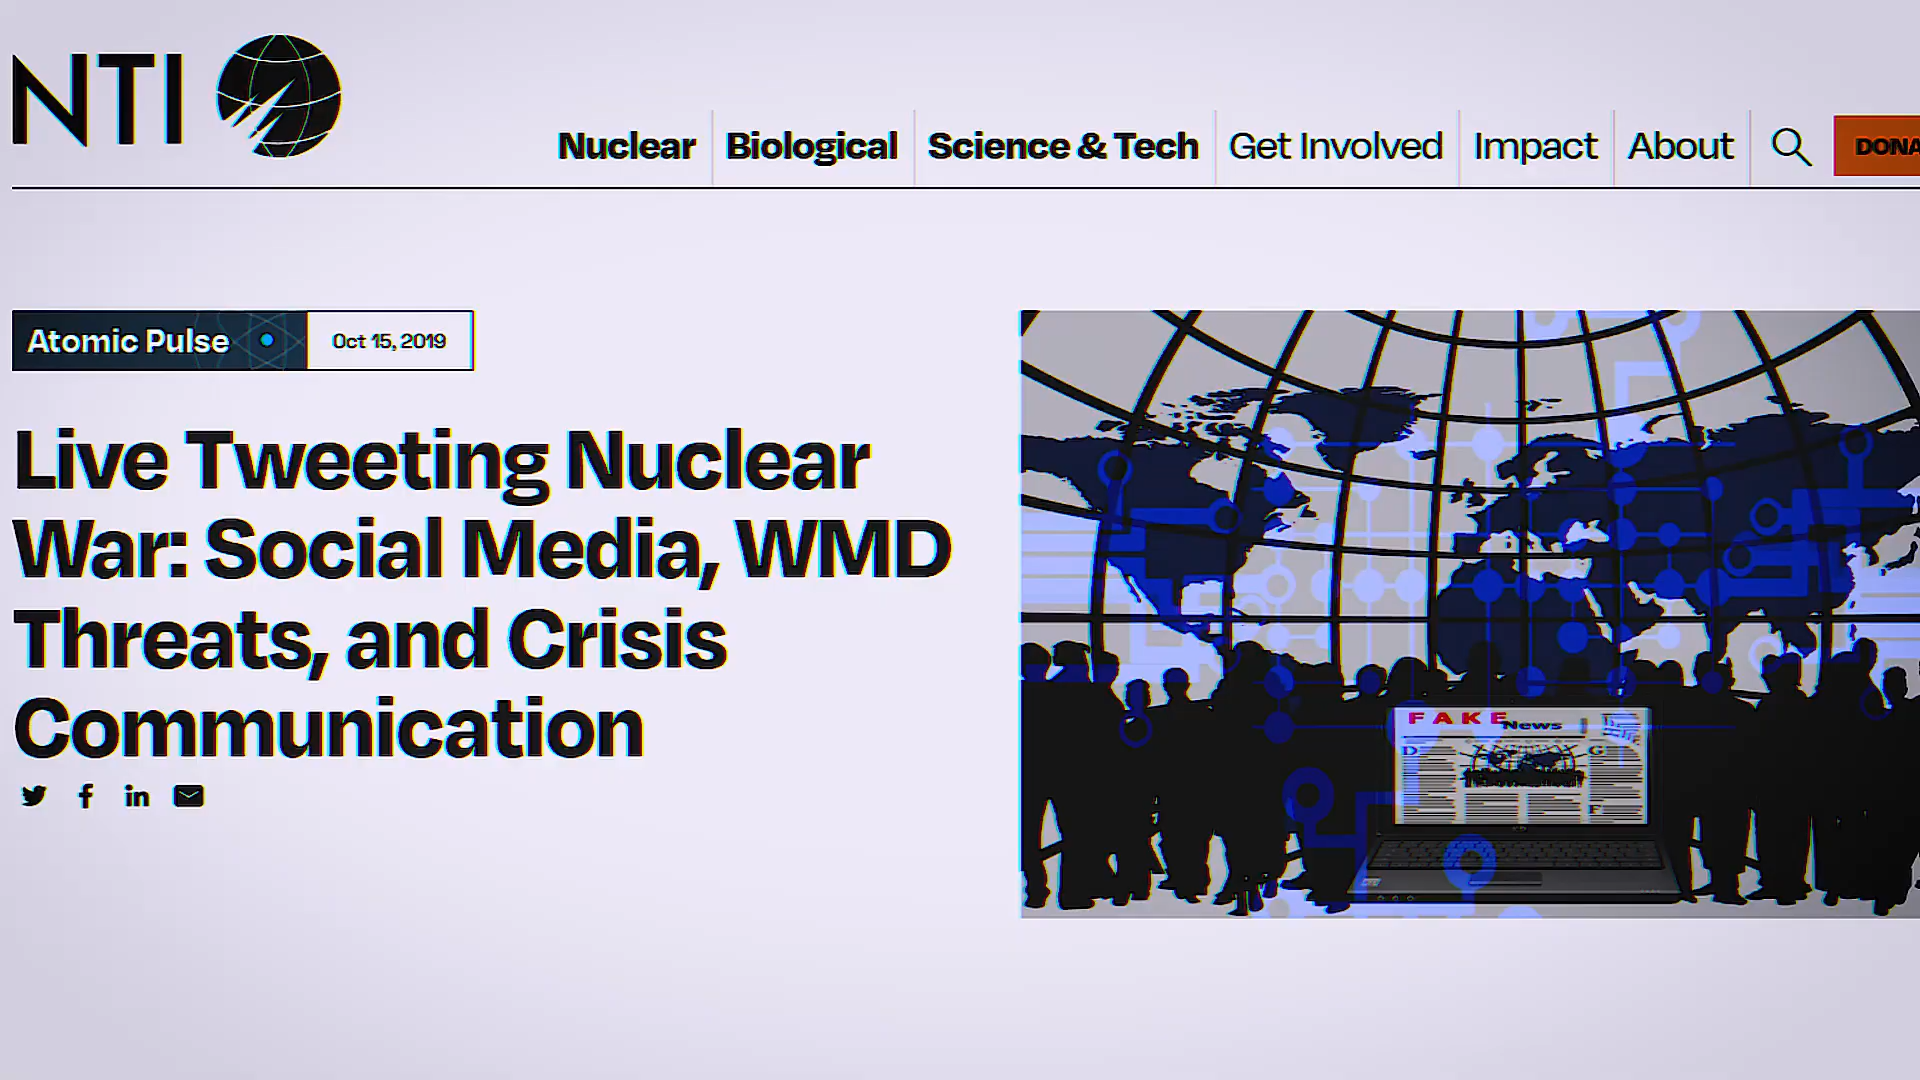 NTI
Nuclear
Biological
Science & Tech
Get Involved
Impact
About
Atomic Pulse
Oct 15, 2019
Live Tweeting Nuclear
War: Social Media, WMD
Threats, and Crisis
Communication
FAKE News
D
G
F